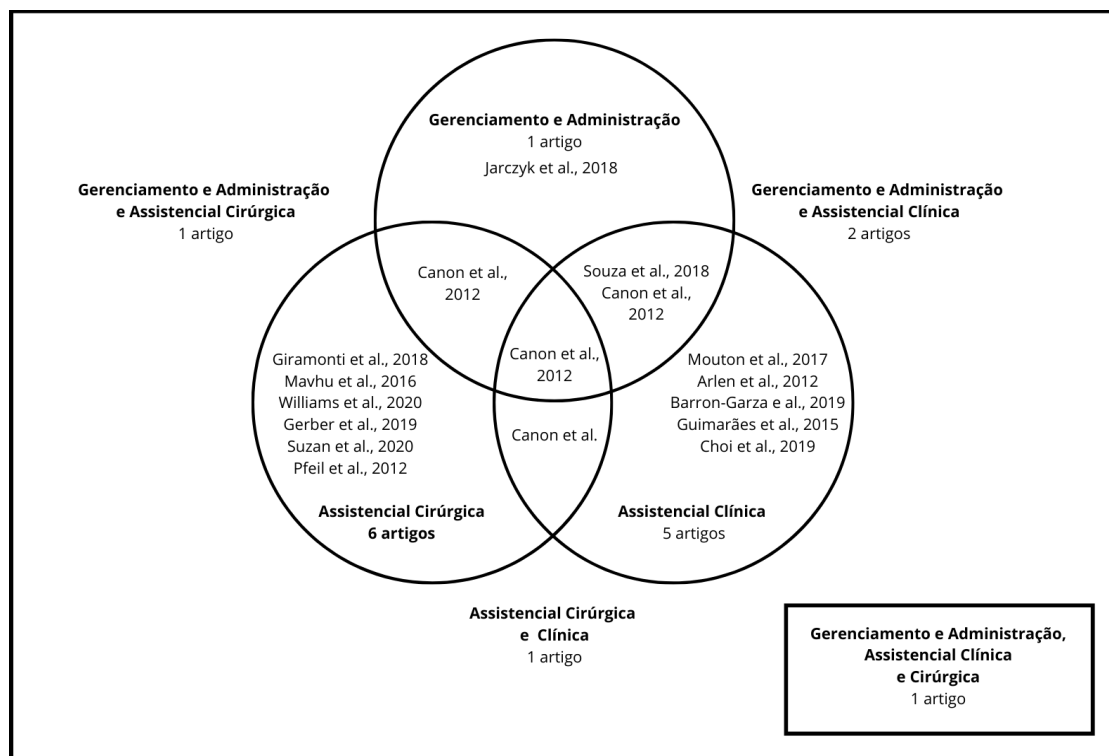 Gerenciamento e Administração
1 artigo
Jarczyk et al., 2018
Gerenciamento e Administração
e Assistencial Cirúrgica
1 artigo
Gerenciamento e Administração
e Assistencial Clínica
2 artigos
Canon et al.,
2012
Souza et al., 2018
Canon et al.,
2012
Canon et al.,
2012
Giramonti et al., 2018
Mavhu et al., 2016
Williams et al., 2020
Gerber et al., 2019
Suzan et al., 2020
Pfeil et al., 2012
Mouton et al., 2017
Arlen et al., 2012
Barron-Garza e al., 2019
Guimarães et al., 2015
Choi et al., 2019
Canon et al.
Assistencial Cirúrgica
6 artigos
Assistencial Clínica
5 artigos
Assistencial Cirúrgica
e Clínica
1 artigo
Gerenciamento e Administração,
Assistencial Clínica
e Cirúrgica
1 artigo